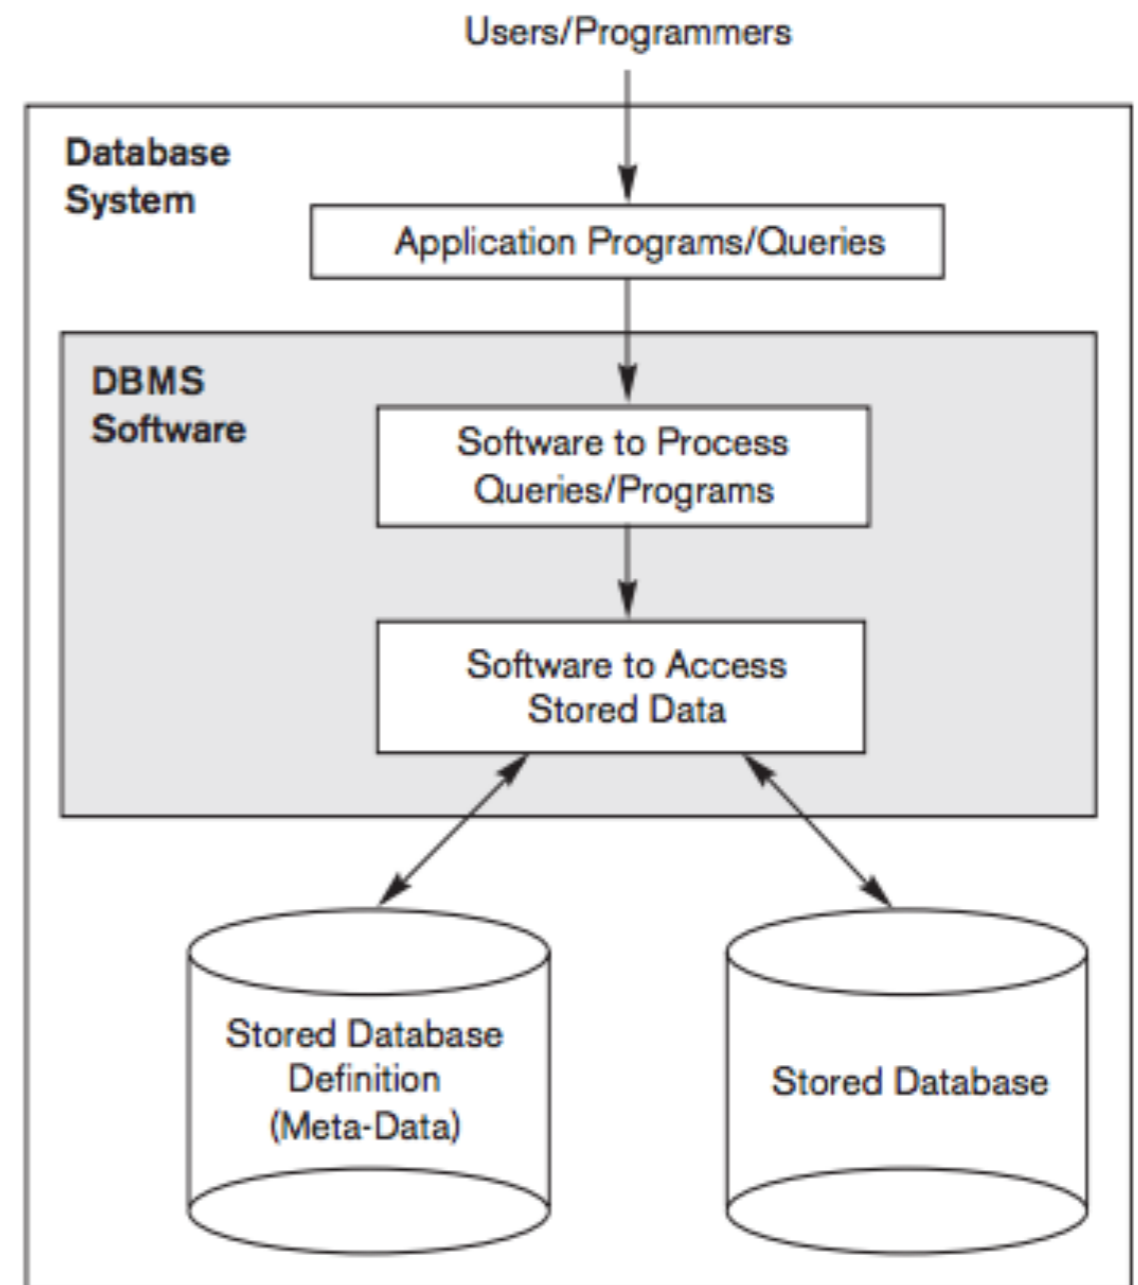 Users/Programmers
Database
System
Application Programs/Queries
DBMS
Software
Software to Process
Queries/Programs
Software to Access
Stored Data
Stored Database
Definition
(Meta-Data)
Stored Database